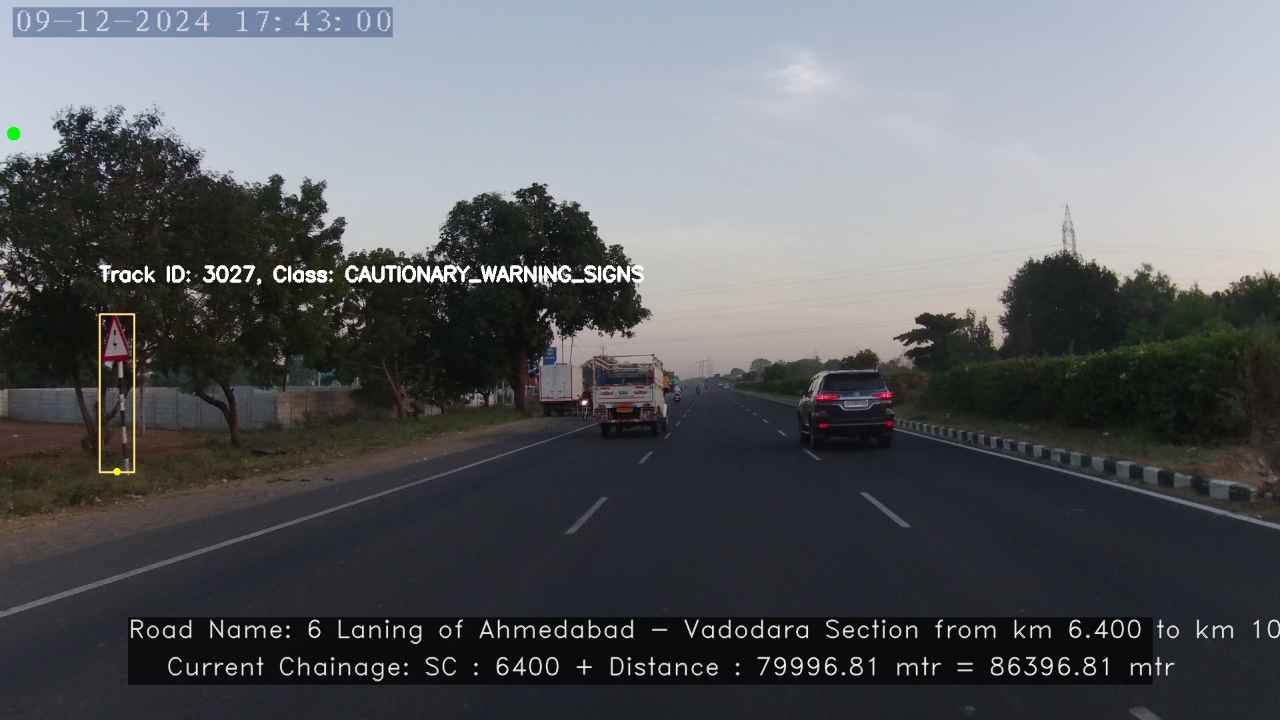 09-12-2024 17:43:00
Track ID: 3027, Class: CAUTIONARY_WARNING_SIGNS
Road Name: 6 Laning of Ahmedabad - Vadodara Section from km 6.400 to km 10
Current Chainage: SC : 6400 + Distance : 79996.81 mtr = 86396.81 mtr